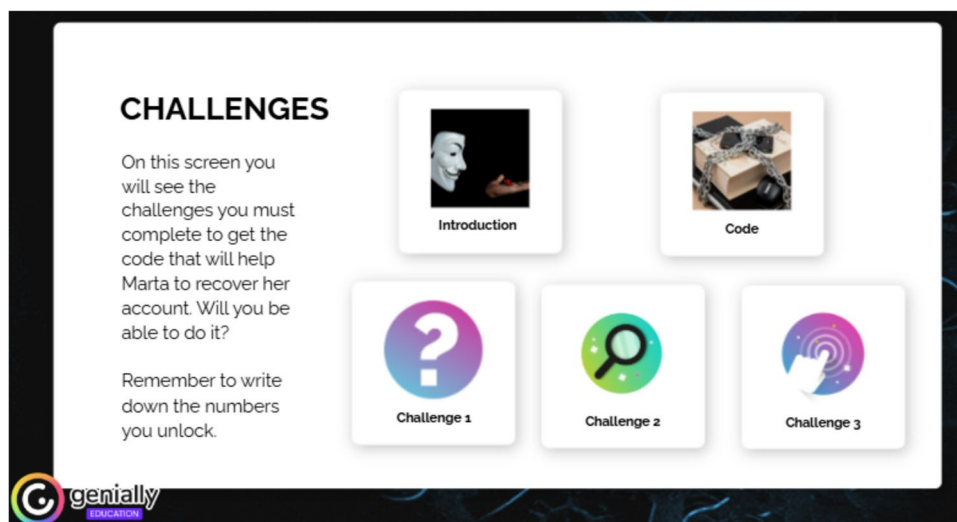 CHALLENGES
On this screen you
will see the
challenges you must
complete to get the
code that will help
Marta to recover her
account. Will you be
able to do it?
Remember to write
down the numbers
you unlock.
Introduction
Code
?
Challenge 1
Challenge 2
Challenge 3
genially
EDUCATION